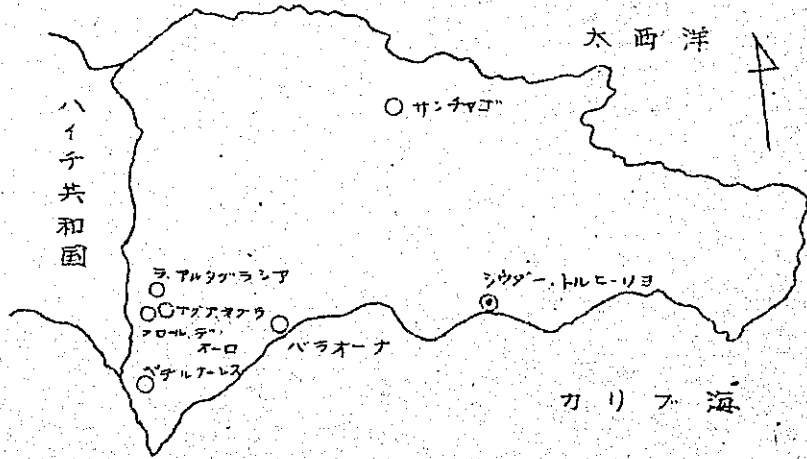 大西洋
ハイチ共和国
サンチャゴ
ラ.アルタグラシア
アグアネグラ
フロール.デ.
オーロ
ペデルナーレス
バラオーナ
シウダー.トルヒーリヨ
カリブ海